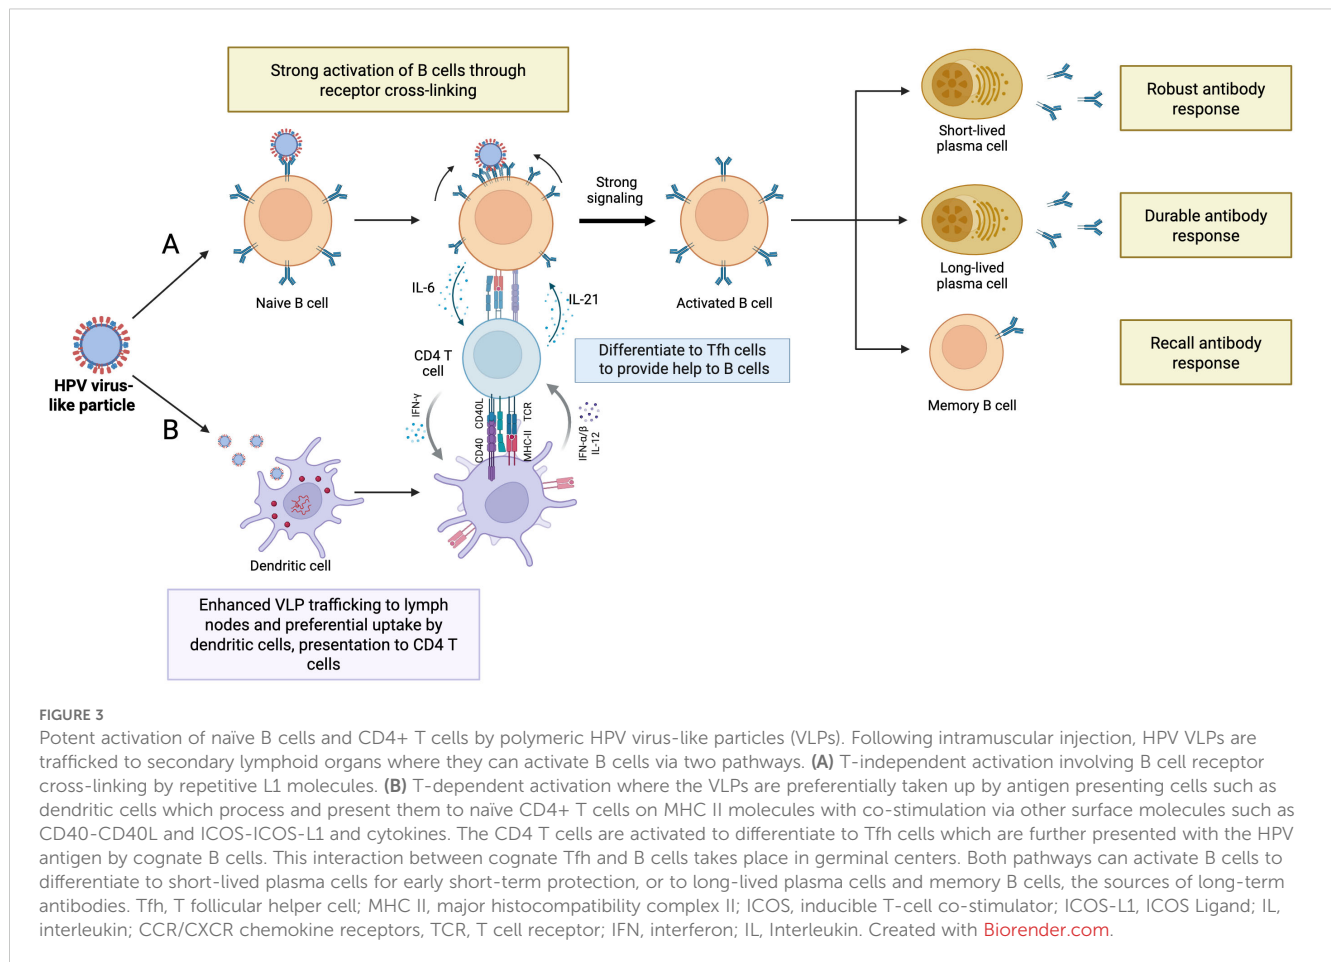 Strong activation of B cells through
receptor cross-linking
Naive B cell
A
HPV virus-
like particle
B
Dendritic cell
Enhanced VLP trafficking to lymph
nodes and preferential uptake by
dendritic cells, presentation to CD4 T
cells
IL-6
IL-21
CD4 T
cell
IFN-γ
CD40
CD40L
MHC-II
TCR
IFN-α/β
IL-12
Differentiate to Tfh cells
to provide help to B cells
Strong
signaling
Activated B cell
Short-lived
plasma cell
Robust antibody
response
Long-lived
plasma cell
Durable antibody
response
Memory B cell
Recall antibody
response
FIGURE 3
Potent activation of naïve B cells and CD4+ T cells by polymeric HPV virus-like particles (VLPs). Following intramuscular injection, HPV VLPs are
trafficked to secondary lymphoid organs where they can activate B cells via two pathways. (A) T-independent activation involving B cell receptor
cross-linking by repetitive L1 molecules. (B) T-dependent activation where the VLPs are preferentially taken up by antigen presenting cells such as
dendritic cells which process and present them to naïve CD4+ T cells on MHC II molecules with co-stimulation via other surface molecules such as
CD40-CD40L and ICOS-ICOS-L1 and cytokines. The CD4 T cells are activated to differentiate to Tfh cells which are further presented with the HPV
antigen by cognate B cells. This interaction between cognate Tfh and B cells takes place in germinal centers. Both pathways can activate B cells to
differentiate to short-lived plasma cells for early short-term protection, or to long-lived plasma cells and memory B cells, the sources of long-term
antibodies. Tfh, T follicular helper cell; MHC II, major histocompatibility complex II; ICOS, inducible T-cell co-stimulator; ICOS-L1, ICOS Ligand; IL,
interleukin; CCR/CXCR chemokine receptors, TCR, T cell receptor; IFN, interferon; IL, Interleukin. Created with Biorender.com.